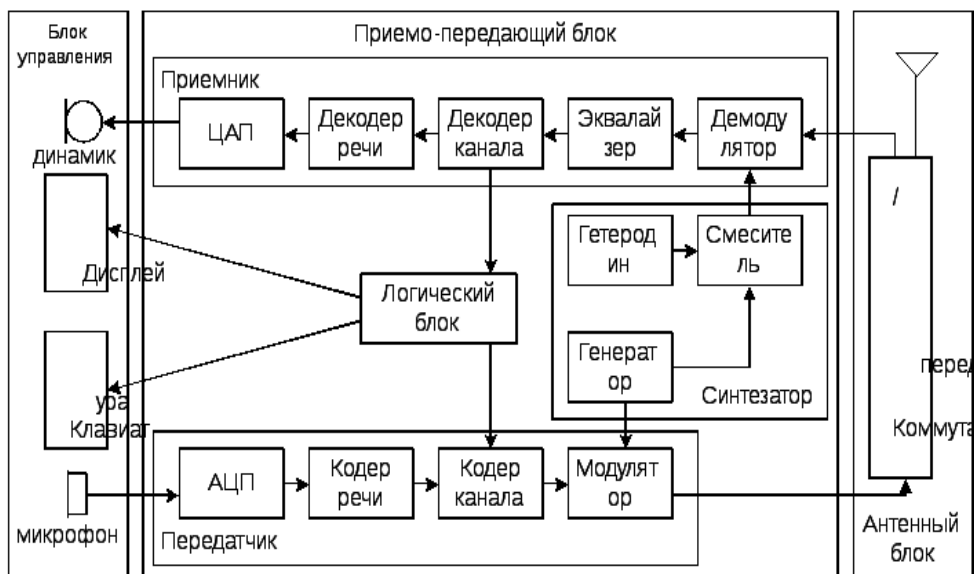 Блок
управления
Приемо-передающий блок
Приемник
ЦАП
Декодер
речи
Декодер
канала
Эквалай
зер
Демоду
лятор
динамик
/
Гетерод
ин
Смесите
ль
Дисплей
Логический
блок
Генерат
ор
Синтезатор
перед
ура
Клавиат
Коммута
АЦП
Кодер
речи
Кодер
канала
Модулят
ор
микрофон
Передатчик
Антенный
блок